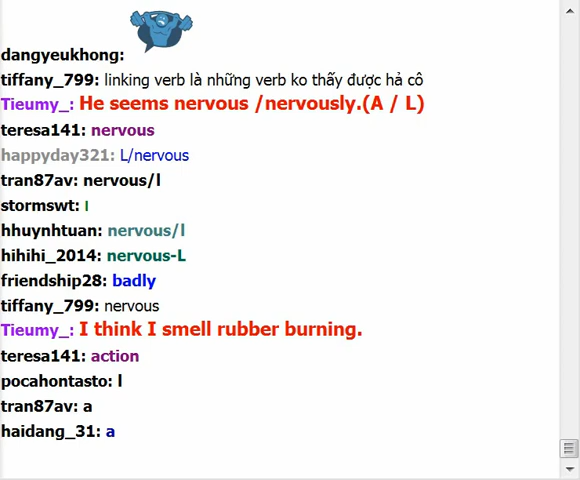 dangyeukhong:
tiffany_799: linking verb là những verb ko thấy được hả cô
Tieumy_: He seems nervous /nervously.(A / L)
teresa141: nervous
happyday321: L/nervous
tran87av: nervous/l
stormswt: l
hhuynhtuan: nervous/l
hihihi_2014: nervous-L
friendship28: badly
tiffany_799: nervous
Tieumy_: I think I smell rubber burning.
teresa141: action
pocahontasto: l
tran87av: a
haidang_31: a